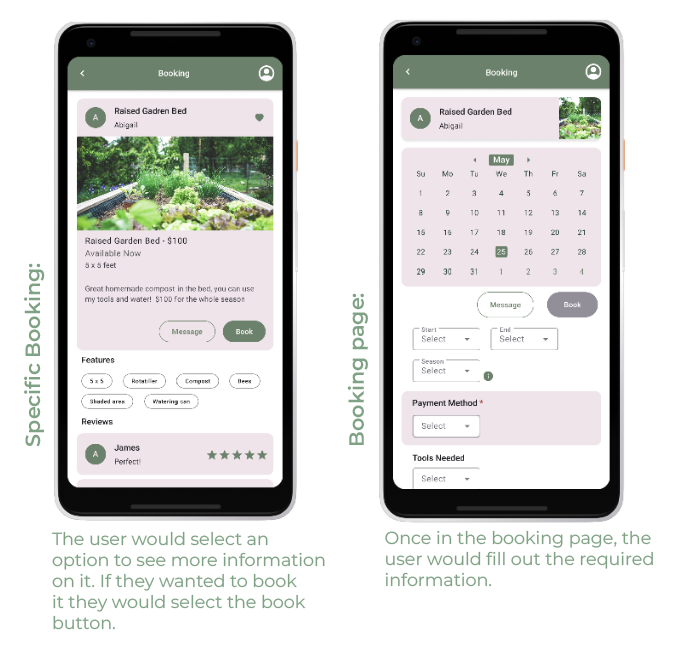 Specific Booking:
Booking
A
Raised Gadren Bed
Abigail
Raised Garden Bed - $100
Available Now
5 x 5 feet
Great homemade compost in the bed, you can use
my tools and water! $100 for the whole season
Message
Book
Features
5 x 5
Rotatiller
Compost
Bees
Shaded area
Watering can
Reviews
A
James
Perfect!
The user would select an
option to see more information
on it. If they wanted to book
it they would select the book
button.
Booking page:
Booking
A
Raised Garden Bed
Abigail
May
Su Mo Tu We Th Fr Sa
1 2 3 4 5 6 7
8 9 10 11 12 13 14
15 16 17 18 19 20 21
22 23 24 25 26 27 28
29 30 31 1 2 3 4
Message
Book
Start
Select
End
Select
Season
Select
Payment Method *
Select
Tools Needed
Select
Once in the booking page, the
user would fill out the required
information.